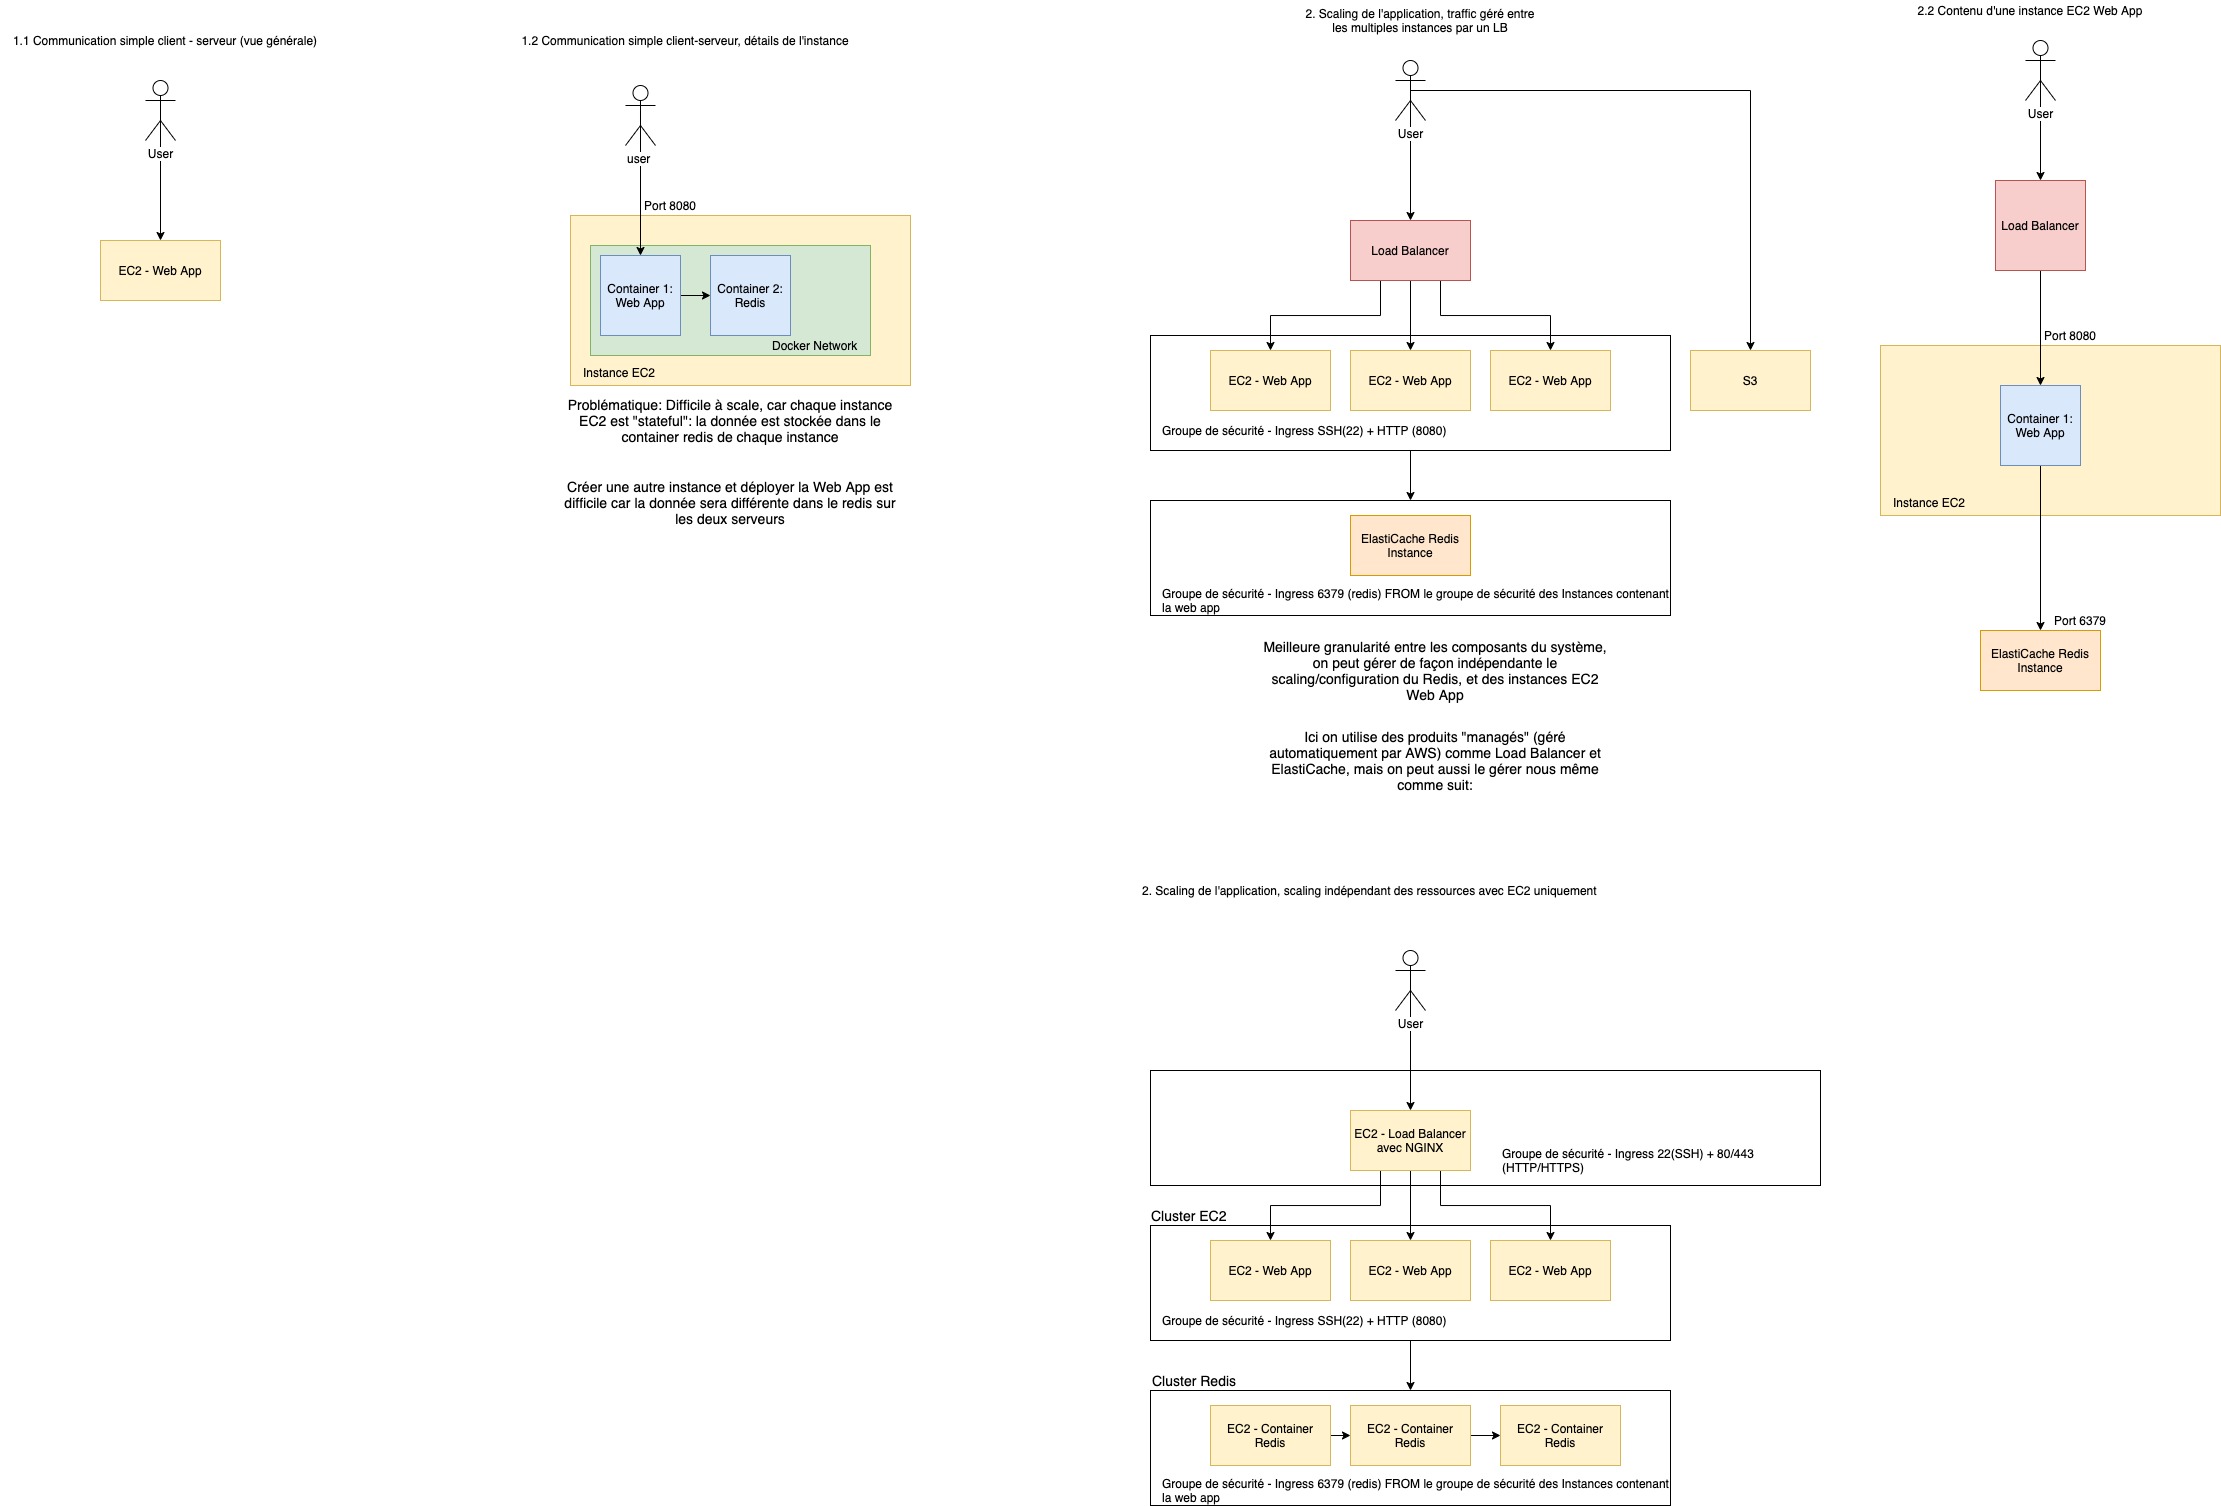 1.1 Communication simple client - serveur (vue générale)
User
EC2 - Web App
1.2 Communication simple client-serveur, détails de l'instance
user
Port 8080
Container 1:
Web App
Container 2:
Redis
Docker Network
Instance EC2
Problématique: Difficile à scale, car chaque instance
EC2 est "stateful": la donnée est stockée dans le
container redis de chaque instance
Créer une autre instance et déployer la Web App est
difficile car la donnée sera différente dans le redis sur
les deux serveurs
2. Scaling de l'application, traffic géré entre
les multiples instances par un LB
User
Load Balancer
EC2 - Web App
EC2 - Web App
EC2 - Web App
S3
Groupe de sécurité - Ingress SSH(22) + HTTP (8080)
ElastiCache Redis
Instance
Groupe de sécurité - Ingress 6379 (redis) FROM le groupe de sécurité des Instances contenant
la web app
Meilleure granularité entre les composants du système,
on peut gérer de façon indépendante le
scaling/configuration du Redis, et des instances EC2
Web App
Ici on utilise des produits "managés" (géré
automatiquement par AWS) comme Load Balancer et
ElastiCache, mais on peut aussi le gérer nous même
comme suit:
2.2 Contenu d'une instance EC2 Web App
User
Load Balancer
Port 8080
Container 1:
Web App
Instance EC2
Port 6379
ElastiCache Redis
Instance
2. Scaling de l'application, scaling indépendant des ressources avec EC2 uniquement
User
EC2 - Load Balancer
avec NGINX
Groupe de sécurité - Ingress 22(SSH) + 80/443
(HTTP/HTTPS)
Cluster EC2
EC2 - Web App
EC2 - Web App
EC2 - Web App
Groupe de sécurité - Ingress SSH(22) + HTTP (8080)
Cluster Redis
EC2 - Container
Redis
EC2 - Container
Redis
EC2 - Container
Redis
Groupe de sécurité - Ingress 6379 (redis) FROM le groupe de sécurité des Instances contenant
la web app